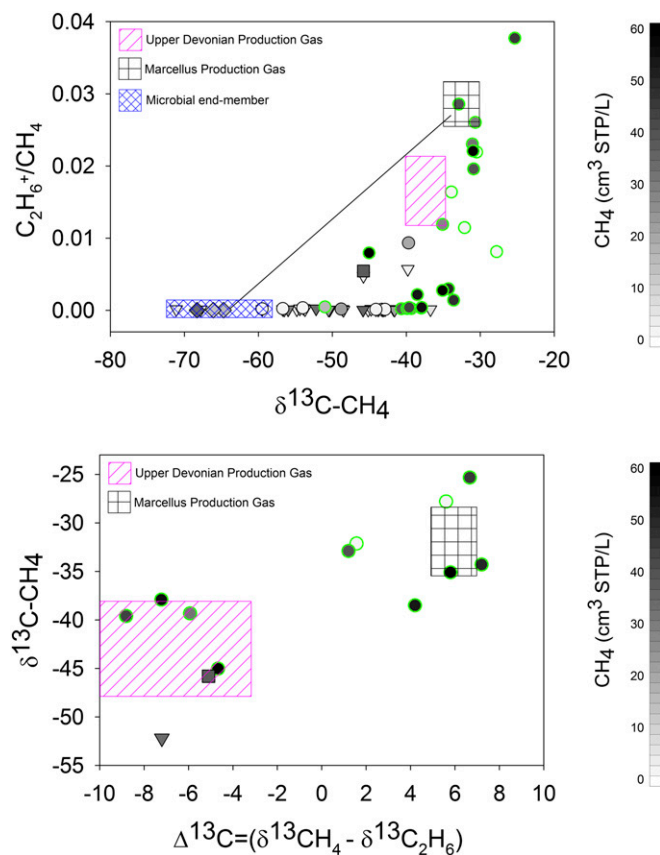 Upper Devonian Production Gas
Marcellus Production Gas
Microbial end-member
C₂H₆⁺/CH₄
0.04
0.03
0.02
0.01
0.00
-80 -70 -60 -50 -40 -30 -20
δ¹³C-CH₄
CH₄ (cm³ STP/L)
60
50
40
30
20
10
0
Upper Devonian Production Gas
Marcellus Production Gas
δ¹³C-CH₄
-25
-30
-35
-40
-45
-50
-55
-10 -8 -6 -4 -2 0 2 4 6 8 10
Δ¹³C=(δ¹³CH₄ - δ¹³C₂H₆)
CH₄ (cm³ STP/L)
60
50
40
30
20
10
0